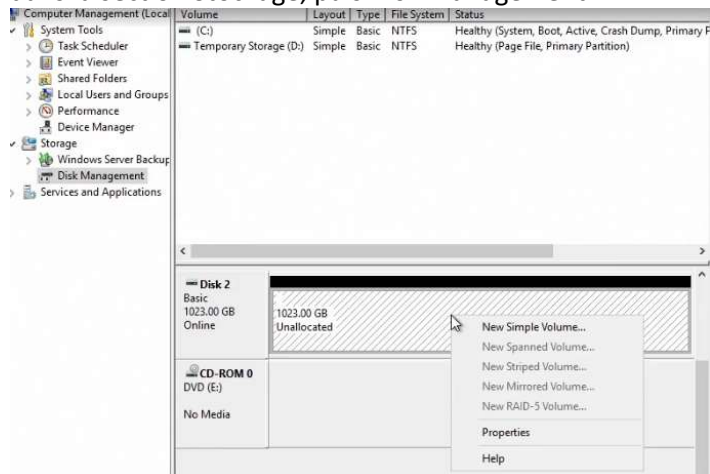 Computer Management (Local
System Tools
Task Scheduler
Event Viewer
Shared Folders
Local Users and Groups
Performance
Device Manager
Storage
Windows Server Backup
Disk Management
Services and Applications
Volume Layout Type File System Status
(C:) Simple Basic NTFS Healthy (System, Boot, Active, Crash Dump, Primary P
Temporary Storage (D:) Simple Basic NTFS Healthy (Page File, Primary Partition)
Disk 2
Basic
1023.00 GB
Online
1023.00 GB
Unallocated
CD-ROM 0
DVD (E:)
No Media
New Simple Volume...
New Spanned Volume...
New Striped Volume...
New Mirrored Volume...
New RAID-5 Volume...
Properties
Help